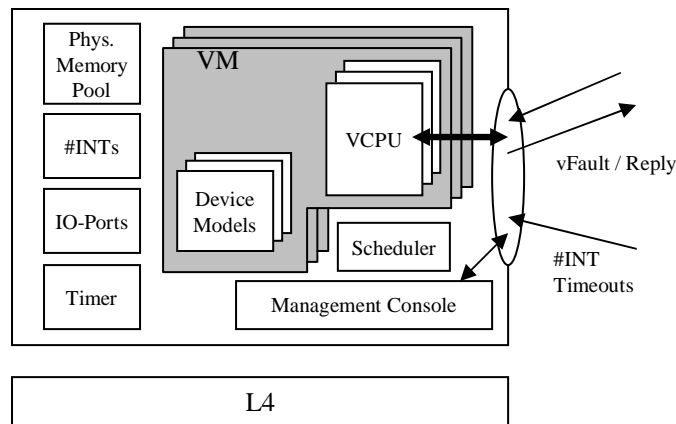 Phys.
Memory
Pool
#INTs
IO-Ports
Timer
VM
VCPU
Device
Models
Scheduler
Management Console
vFault / Reply
#INT
Timeouts
L4